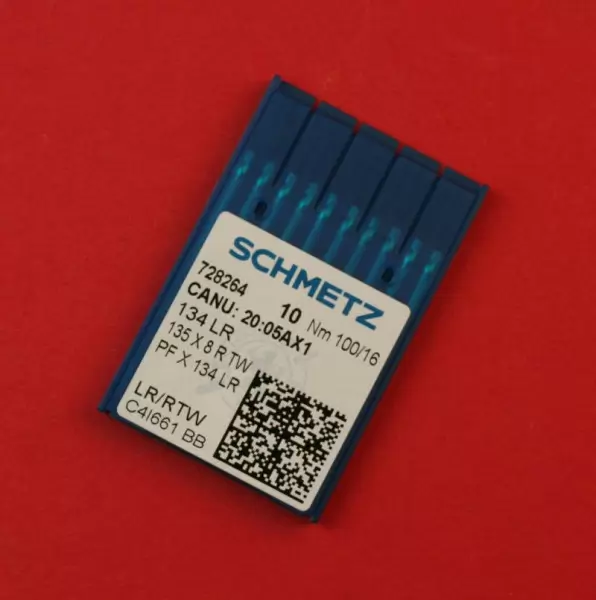 SCHMETZ
728264 10 Nm 100/16
CANU: 20:05AX1
134 LR
135 X 8 R TW
PF X 134 LR
LR/RTW
C4I661 BB